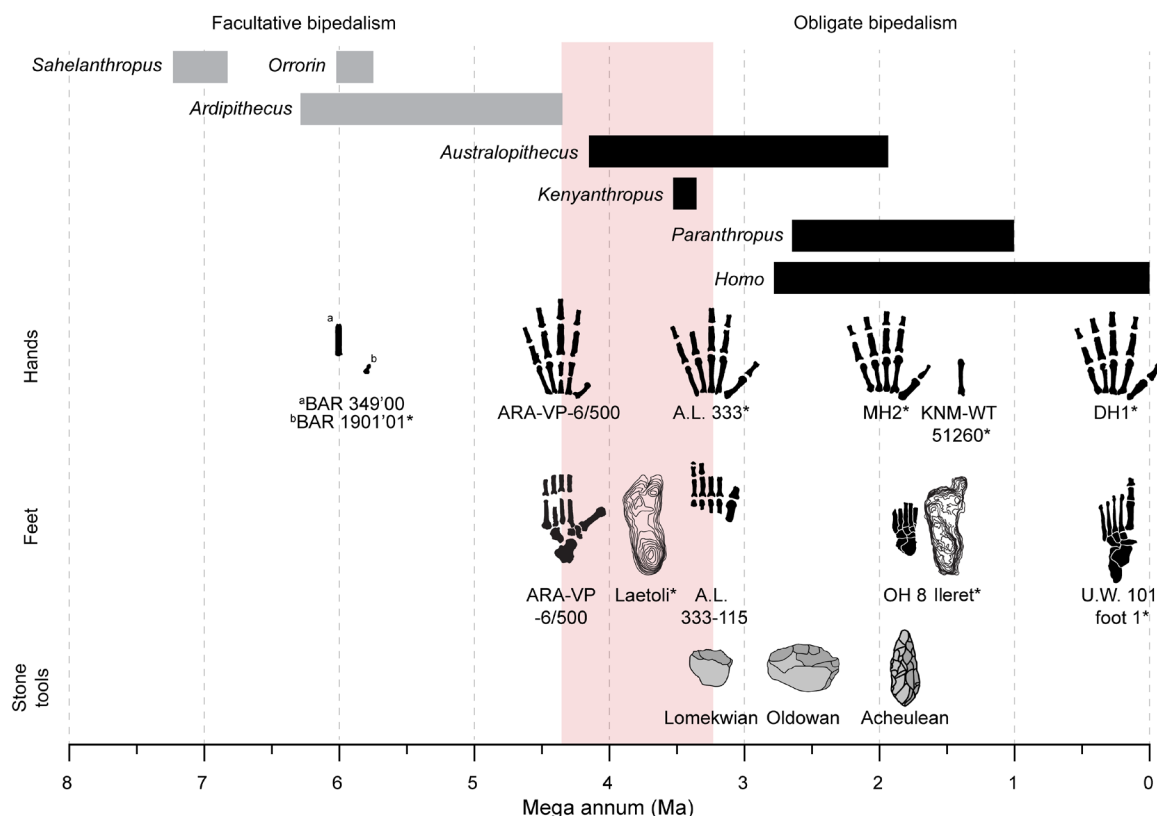 Facultative bipedalism
Obligate bipedalism
Sahelanthropus
Orrorin
Ardipithecus
Australopithecus
Kenyanthropus
Paranthropus
Homo
Hands
a
b
ᵃBAR 349'00
ᵇBAR 1901'01*
ARA-VP-6/500
A.L. 333*
MH2*
KNM-WT
51260*
DH1*
Feet
ARA-VP
-6/500
Laetoli*
A.L.
333-115
OH 8
Ileret*
U.W. 101
foot 1*
Stone
tools
Lomekwian
Oldowan
Acheulean
8 7 6 5 4 3 2 1 0
Mega annum (Ma)